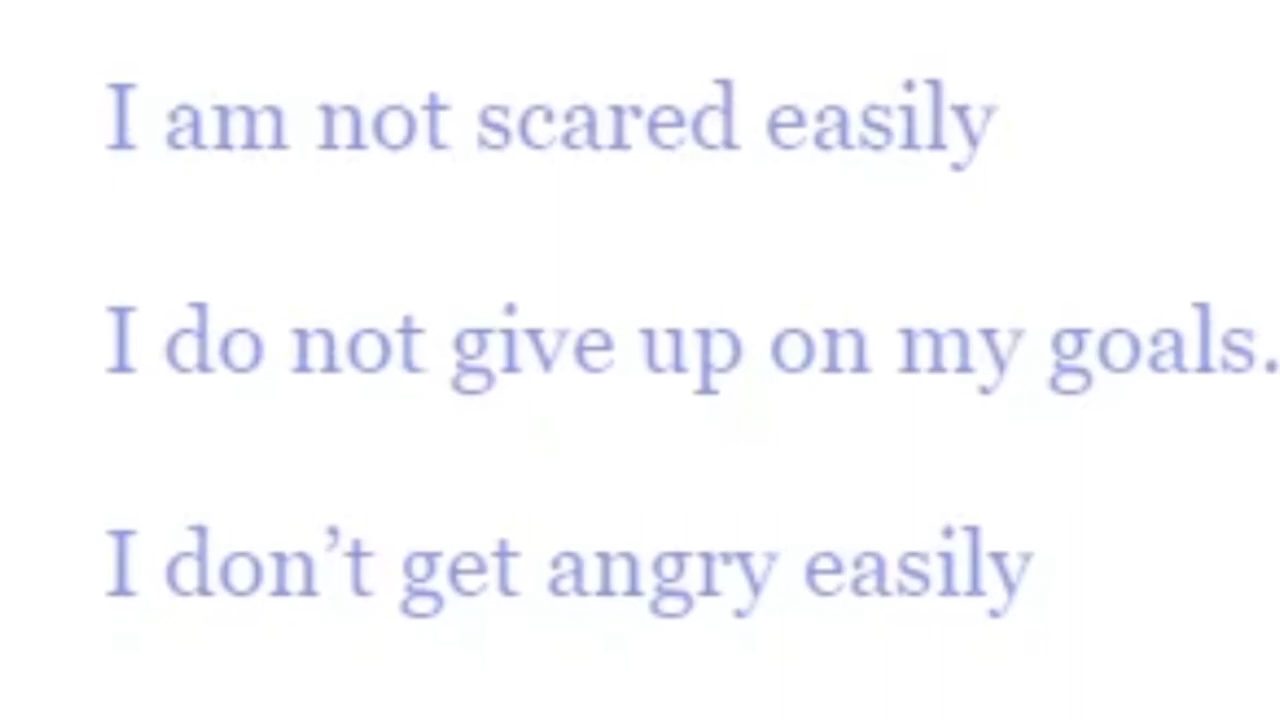 I am not scared easily
I do not give up on my goals.
I don’t get angry easily